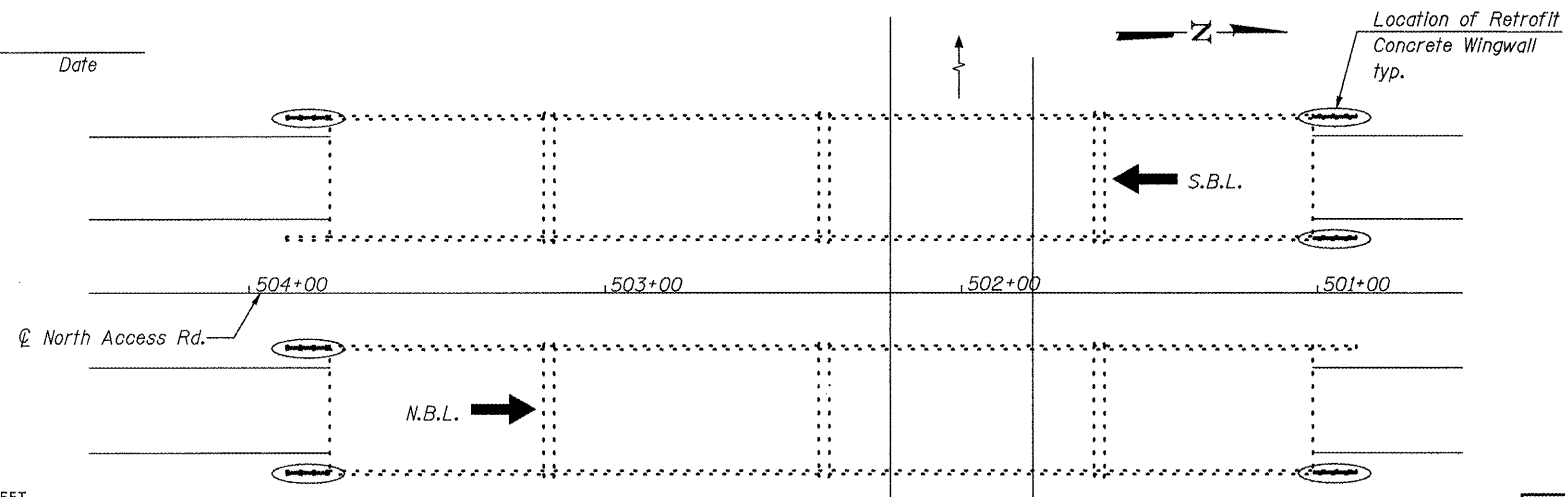 Date
N
Location of Retrofit
Concrete Wingwall
typ.
S.B.L.
504+00
503+00
502+00
501+00
℄ North Access Rd.
N.B.L.